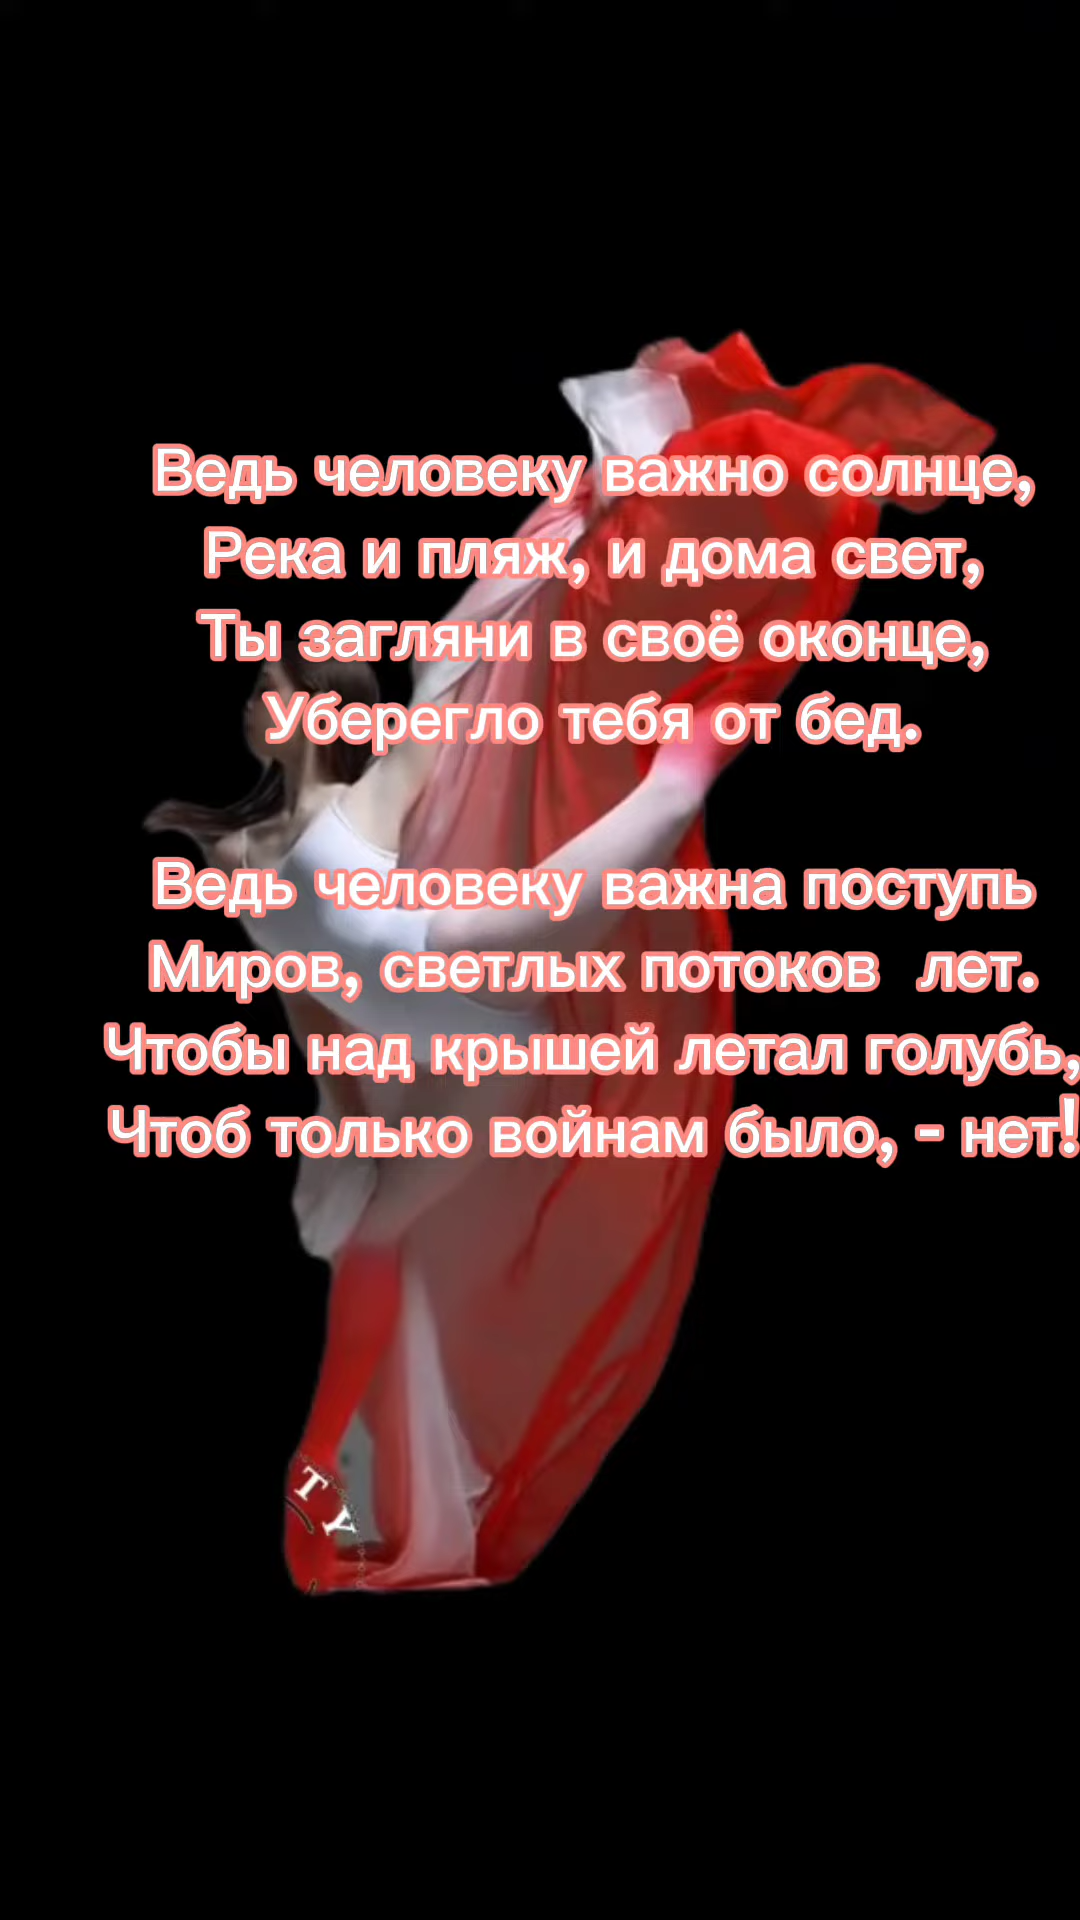 Ведь человеку важно солнце,
Река и пляж, и дома свет,
Ты загляни в своё оконце,
Уберегло тебя от бед.
Ведь человеку важна поступь
Миров, светлых потоков лет.
Чтобы над крышей летал голубь,
Чтоб только войнам было, - нет!
T Y